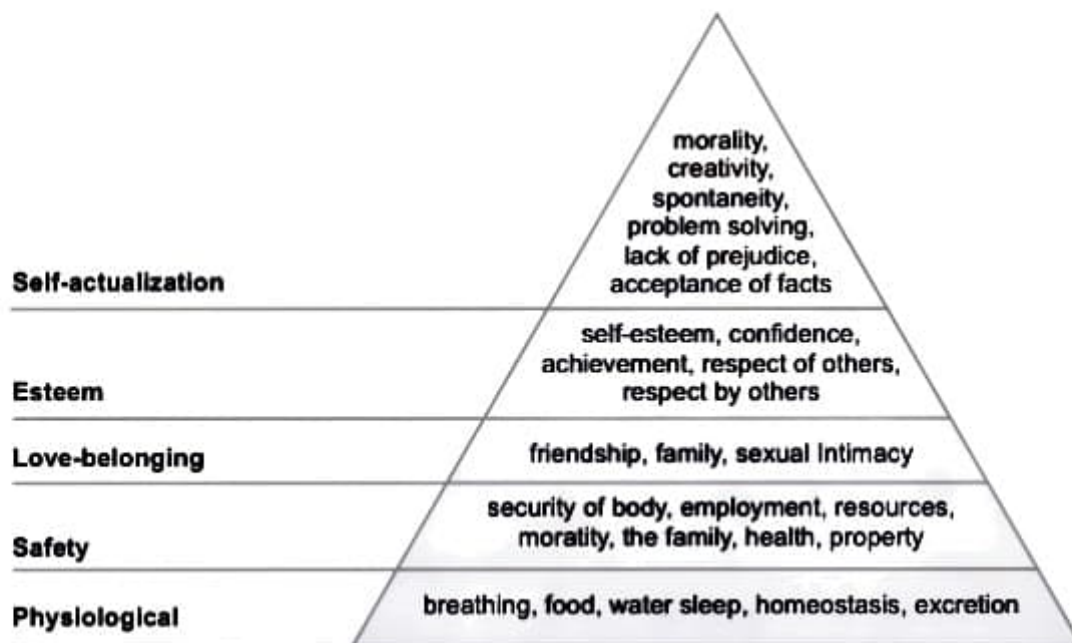 morality,
creativity,
spontaneity,
problem solving,
lack of prejudice,
acceptance of facts
Self-actualization
self-esteem, confidence,
achievement, respect of others,
respect by others
Esteem
Love-belonging
friendship, family, sexual Intimacy
security of body, employment, resources,
moratity, the family, health, property
Safety
Physiological
breathing, food, water sleep, homeostasis, excretion